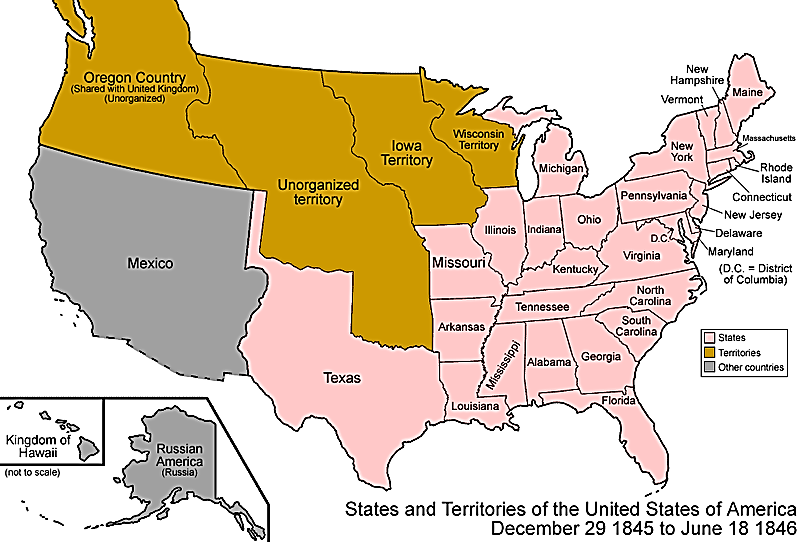 Oregon Country
(Shared with United Kingdom)
(Unorganized)
Unorganized
territory
Iowa
Territory
Wisconsin
Territory
Mexico
Texas
Missouri
Arkansas
Louisiana
Illinois
Indiana
Ohio
Michigan
Kentucky
Tennessee
Mississippi
Alabama
Georgia
Florida
South
Carolina
North
Carolina
Virginia
D.C.
Pennsylvania
New
York
Vermont
New
Hampshire
Maine
Massachusetts
Rhode
Island
Connecticut
New Jersey
Delaware
Maryland
(D.C. = District
of Columbia)
States
Territories
Other countries
Kingdom of
Hawaii
(not to scale)
Russian
America
(Russia)
States and Territories of the United States of America
December 29 1845 to June 18 1846